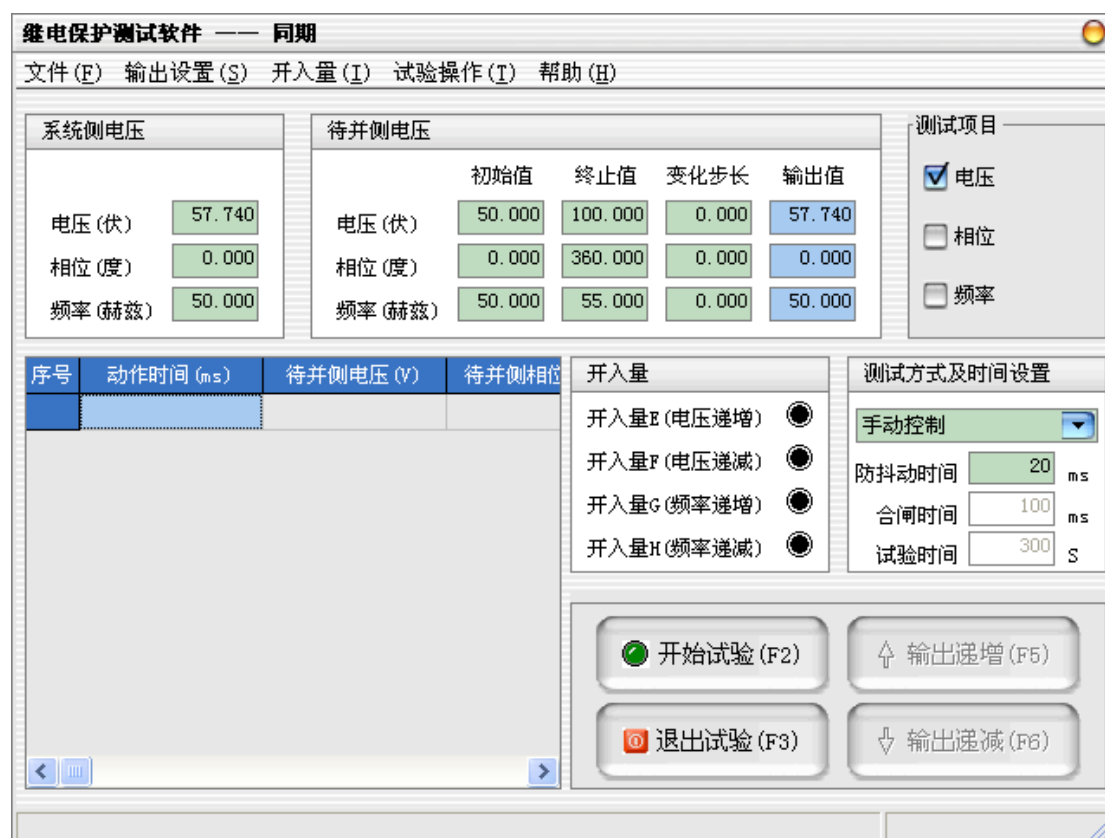 继电保护测试软件 —— 同期
文件(F) 输出设置(S) 开入量(I) 试验操作(T) 帮助(H)
系统侧电压
电压(伏) 57.740
相位(度) 0.000
频率(赫兹) 50.000
待并侧电压
初始值 终止值 变化步长 输出值
电压(伏) 50.000 100.000 0.000 57.740
相位(度) 0.000 360.000 0.000 0.000
频率(赫兹) 50.000 55.000 0.000 50.000
测试项目
电压
相位
频率
序号 动作时间(ms) 待并侧电压(V) 待并侧相位
开入量
开入量E(电压递增)
开入量F(电压递减)
开入量G(频率递增)
开入量H(频率递减)
测试方式及时间设置
手动控制
防抖动时间 20 ms
合闸时间 100 ms
试验时间 300 S
开始试验(F2) 输出递增(F5)
退出试验(F3) 输出递减(F6)